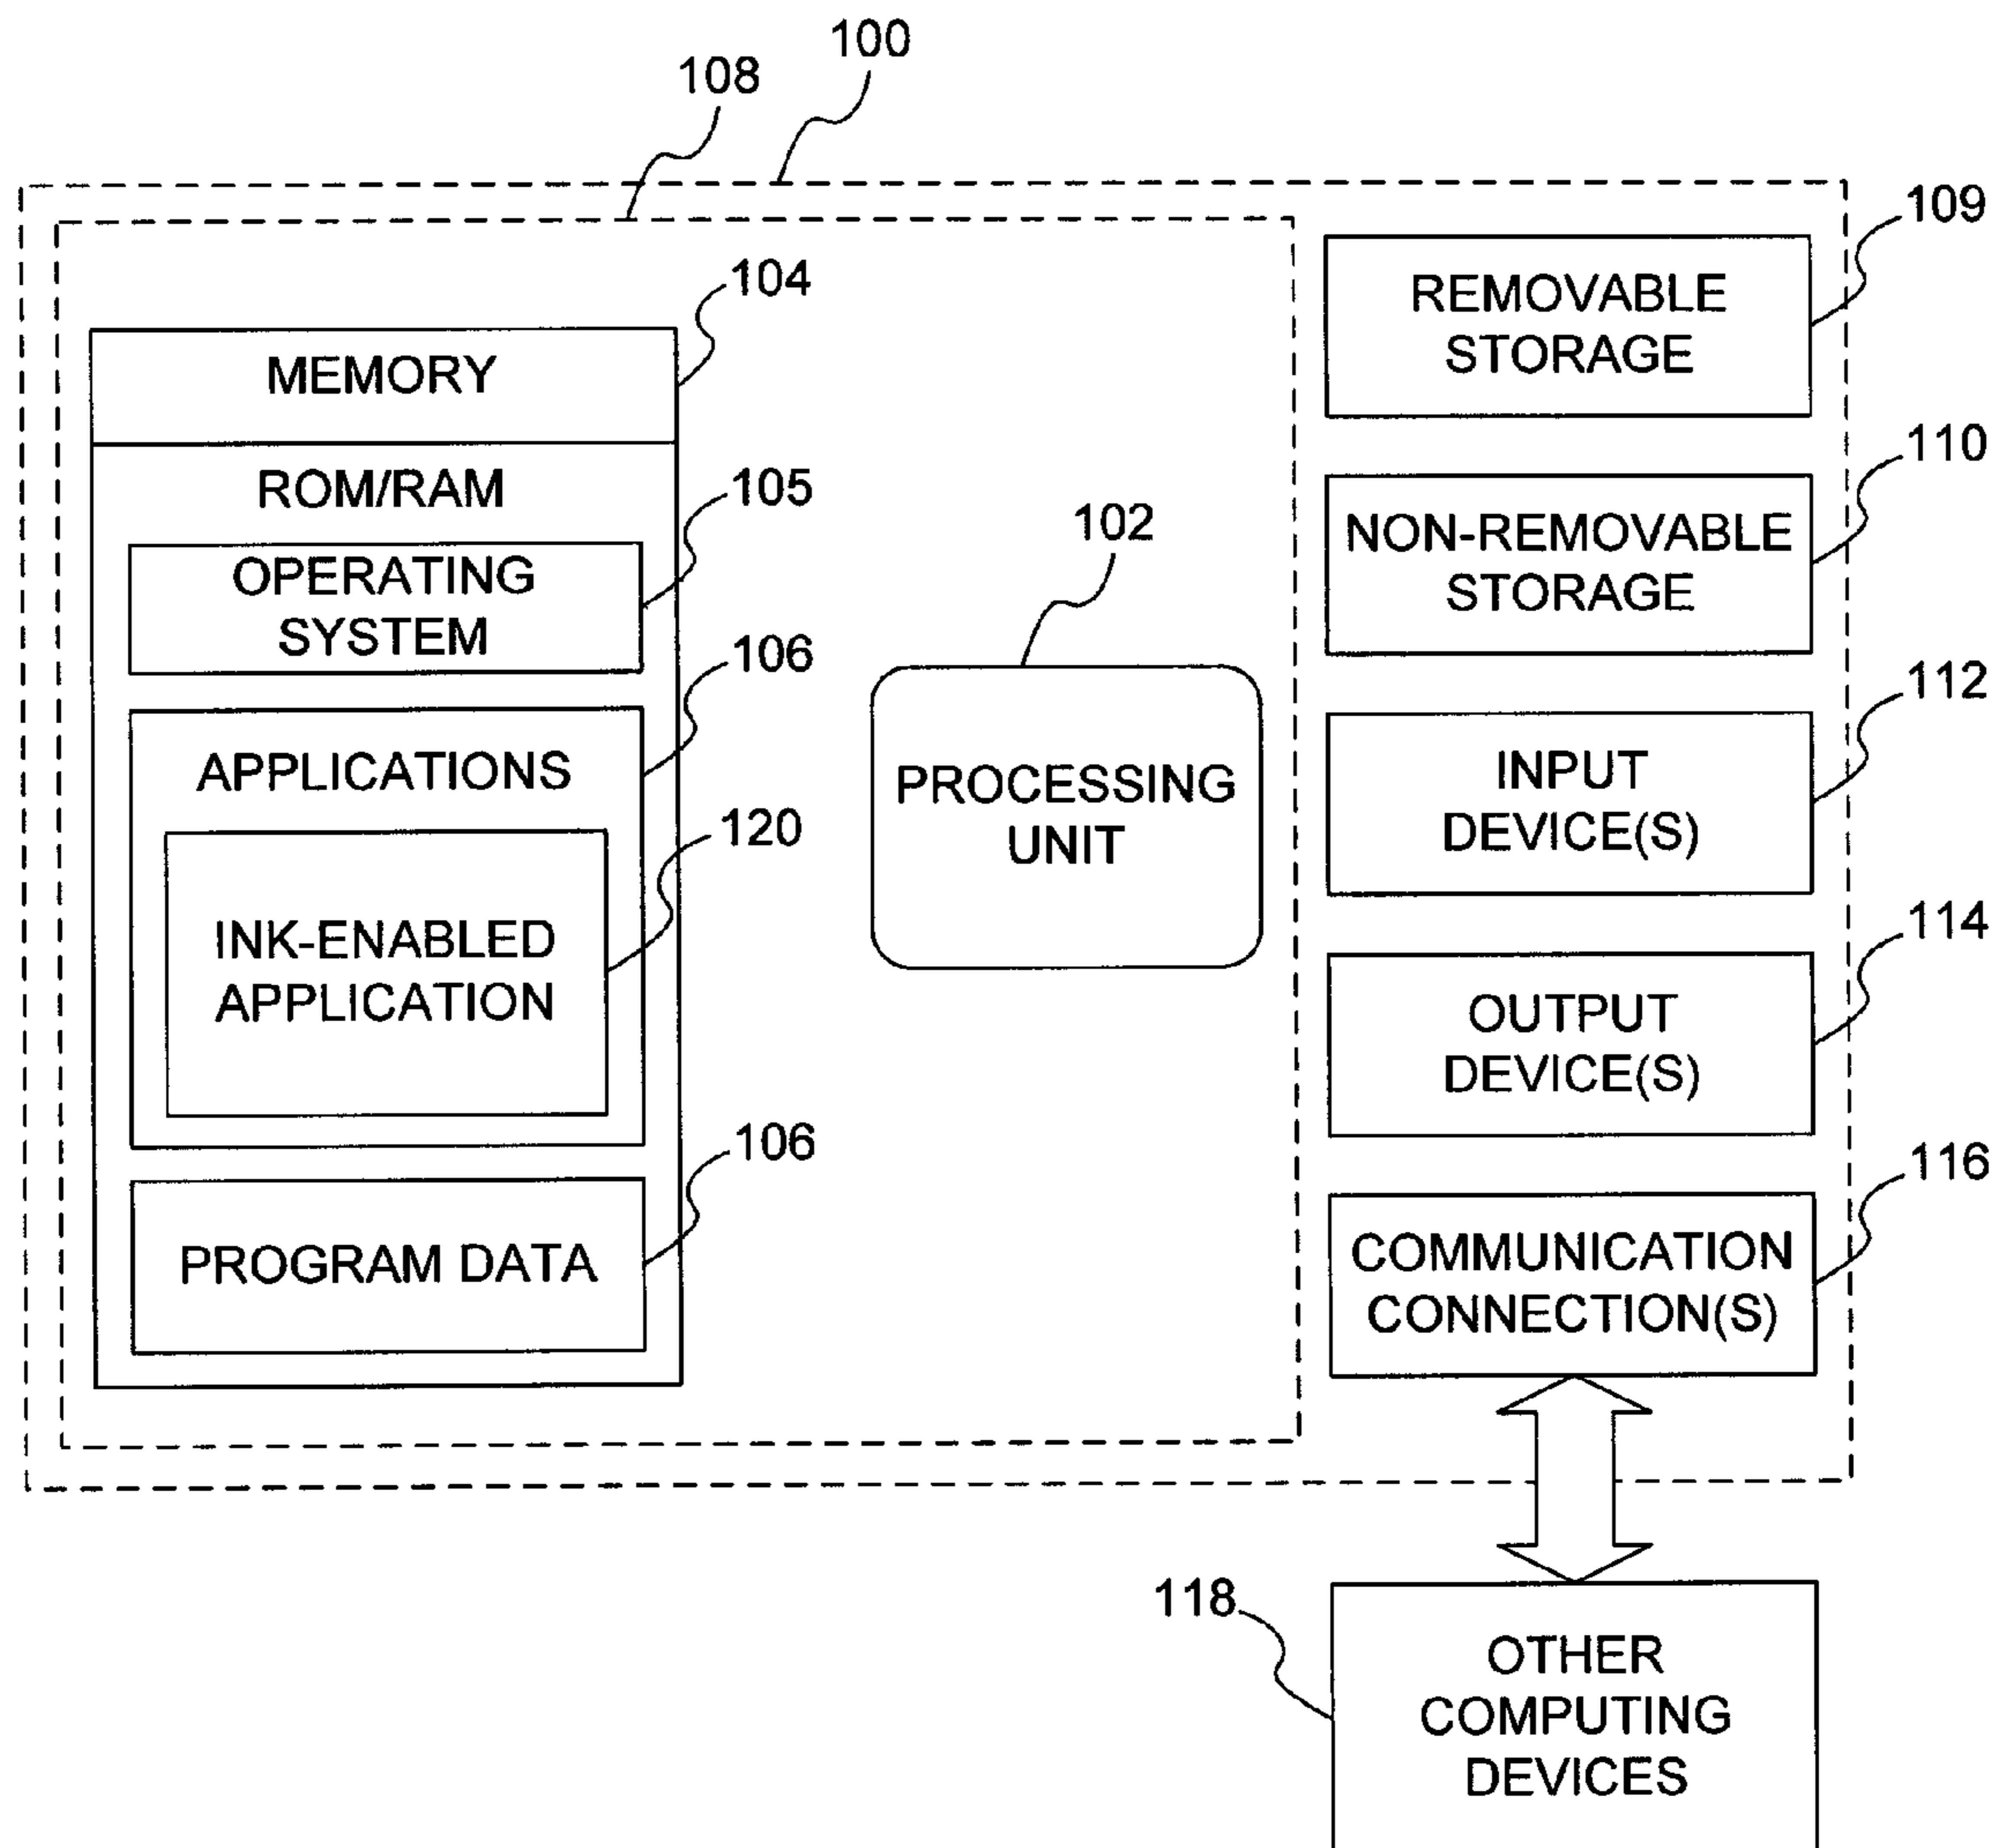 100
108
109
REMOVABLE
STORAGE
104
MEMORY
110
NON-REMOVABLE
STORAGE
ROM/RAM
105
OPERATING
SYSTEM
102
PROCESSING
UNIT
106
APPLICATIONS
112
INPUT
DEVICE(S)
120
INK-ENABLED
APPLICATION
114
OUTPUT
DEVICE(S)
106
PROGRAM DATA
116
COMMUNICATION
CONNECTION(S)
118
OTHER
COMPUTING
DEVICES